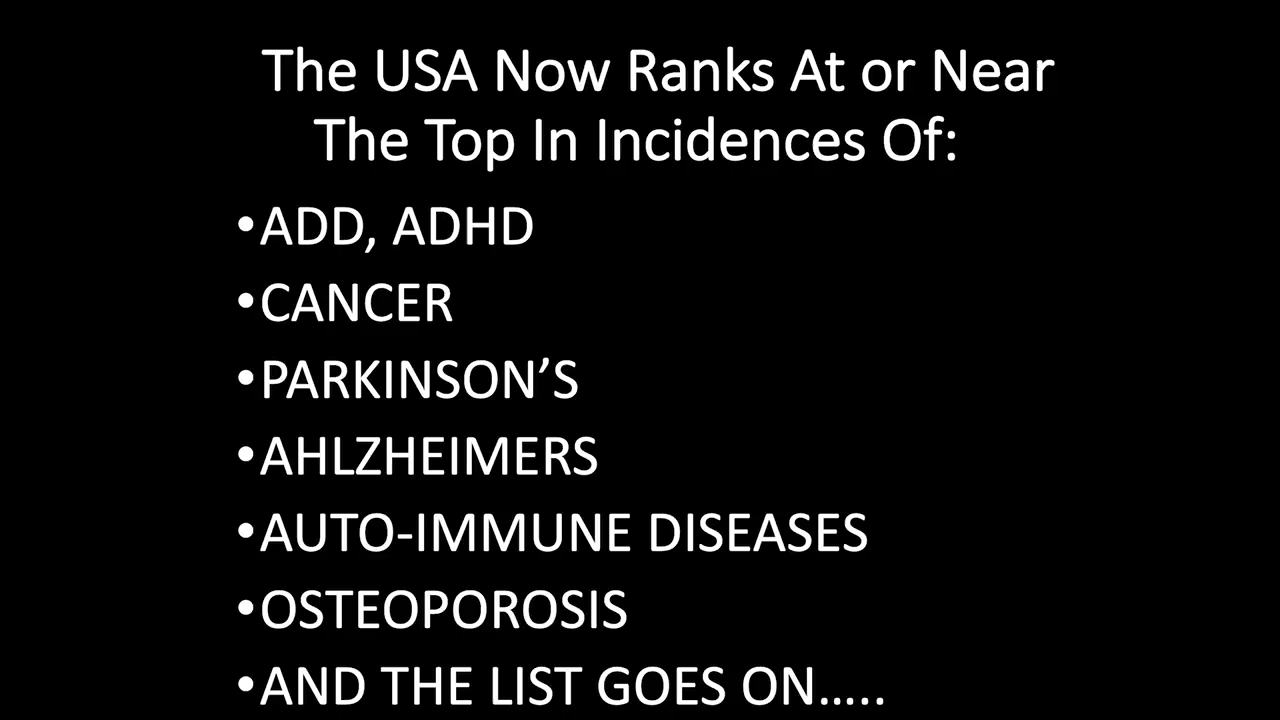 The USA Now Ranks At or Near
The Top In Incidences Of:
•ADD, ADHD
•CANCER
•PARKINSON’S
•AHLZHEIMERS
•AUTO-IMMUNE DISEASES
•OSTEOPOROSIS
•AND THE LIST GOES ON…..